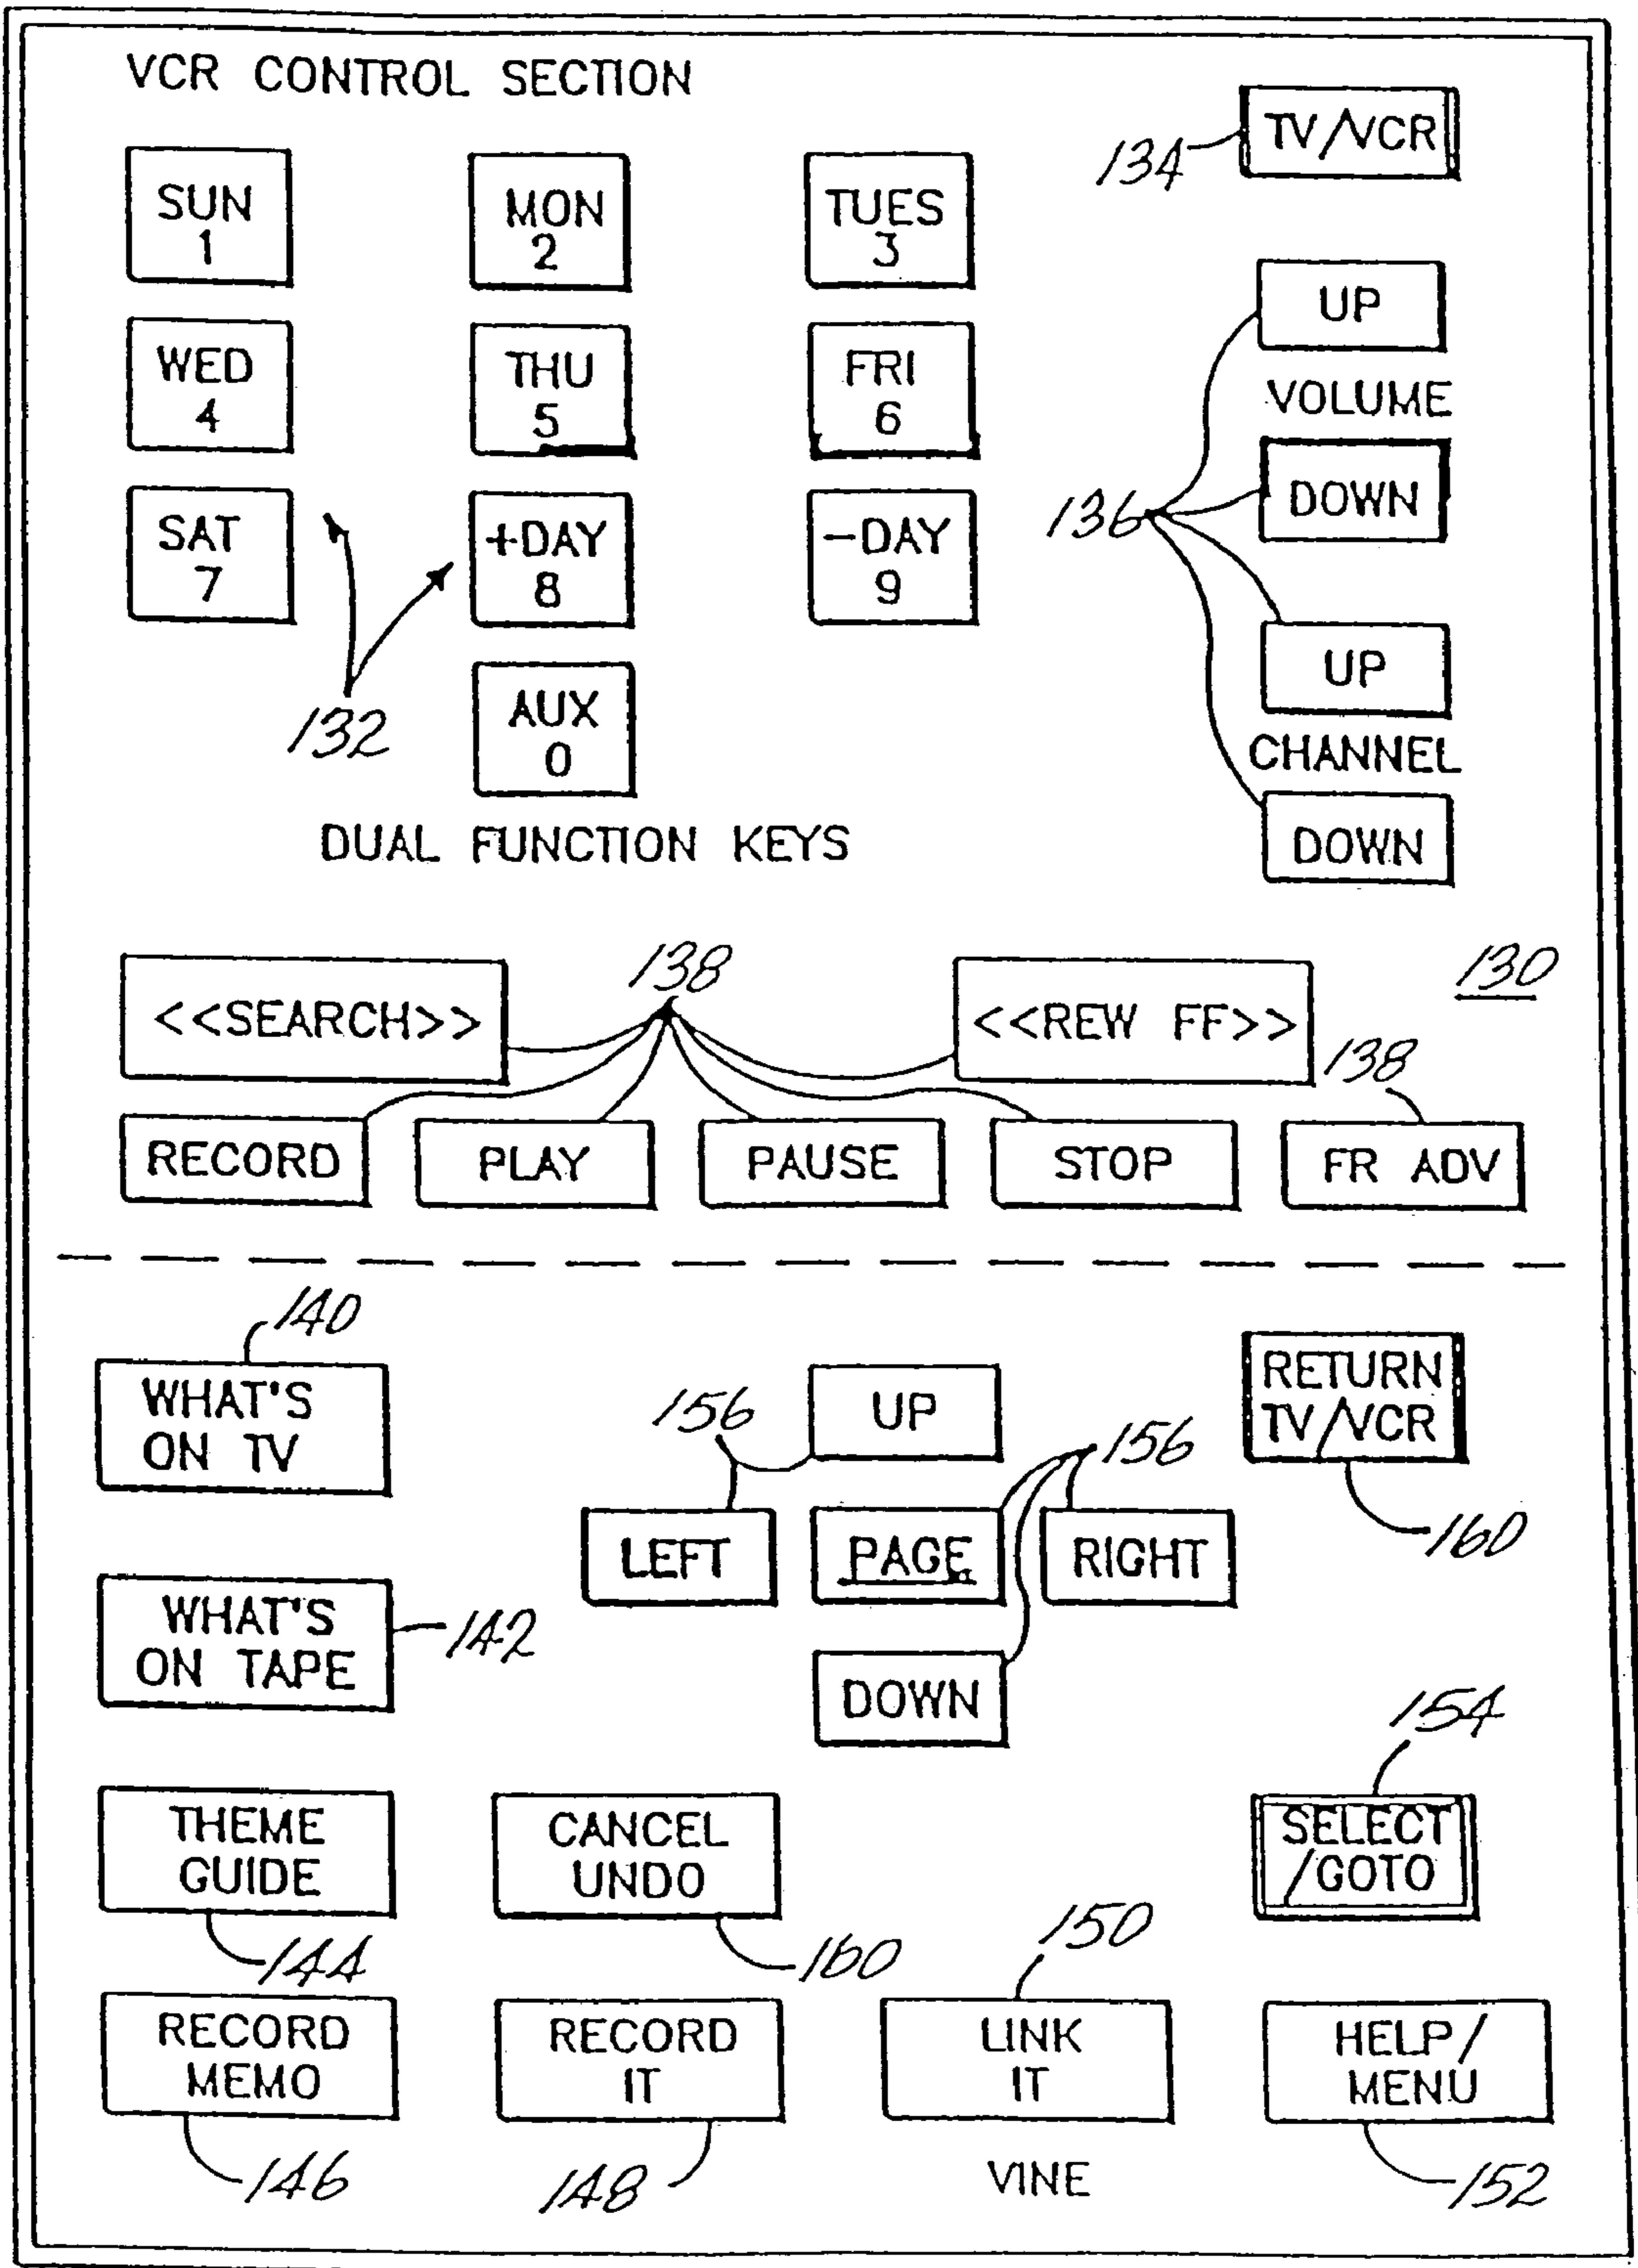 VCR CONTROL SECTION
TV/VCR
134
SUN
1
MON
2
TUES
3
UP
VOLUME
DOWN
WED
4
THU
5
FRI
6
136
SAT
7
+DAY
8
-DAY
9
UP
CHANNEL
DOWN
132
AUX
0
DUAL FUNCTION KEYS
138
130
<<SEARCH>>
<<REW FF>>
138
RECORD
PLAY
PAUSE
STOP
FR ADV
140
WHAT'S
ON TV
156
UP
156
RETURN
TV/VCR
160
LEFT
PAGE
RIGHT
WHAT'S
ON TAPE
142
DOWN
154
THEME
GUIDE
CANCEL
UNDO
SELECT
/GOTO
144
160
150
RECORD
MEMO
RECORD
IT
LINK
IT
HELP/
MENU
146
148
VINE
152